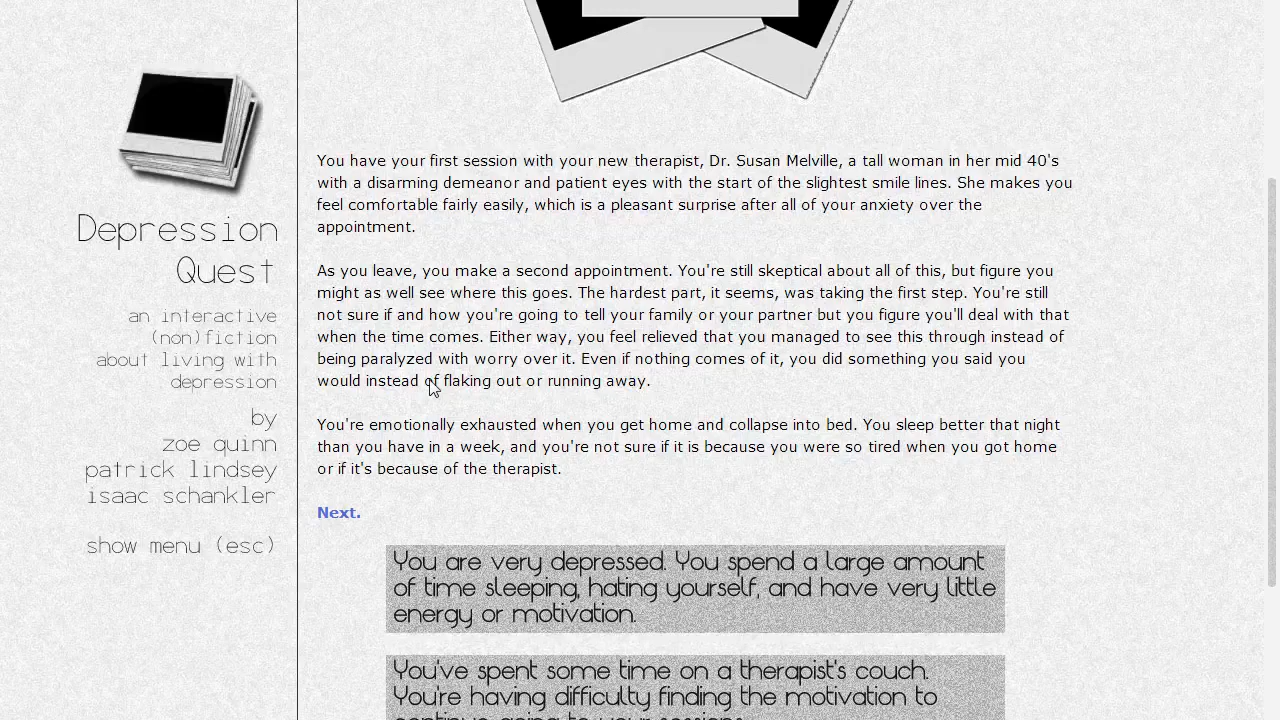 Depression
Quest
an interactive
(non)fiction
about living with
depression
by
zoe quinn
patrick lindsey
isaac schankler
show menu (esc)
You have your first session with your new therapist, Dr. Susan Melville, a tall woman in her mid 40's
with a disarming demeanor and patient eyes with the start of the slightest smile lines. She makes you
feel comfortable fairly easily, which is a pleasant surprise after all of your anxiety over the
appointment.
As you leave, you make a second appointment. You're still skeptical about all of this, but figure you
might as well see where this goes. The hardest part, it seems, was taking the first step. You're still
not sure if and how you're going to tell your family or your partner but you figure you'll deal with that
when the time comes. Either way, you feel relieved that you managed to see this through instead of
being paralyzed with worry over it. Even if nothing comes of it, you did something you said you
would instead of flaking out or running away.
You're emotionally exhausted when you get home and collapse into bed. You sleep better that night
than you have in a week, and you're not sure if it is because you were so tired when you got home
or if it's because of the therapist.
Next.
You are very depressed. You spend a large amount
of time sleeping, hating yourself, and have very little
energy or motivation.
You've spent some time on a therapist's couch.
You're having difficulty finding the motivation to
continue going to your sessions.